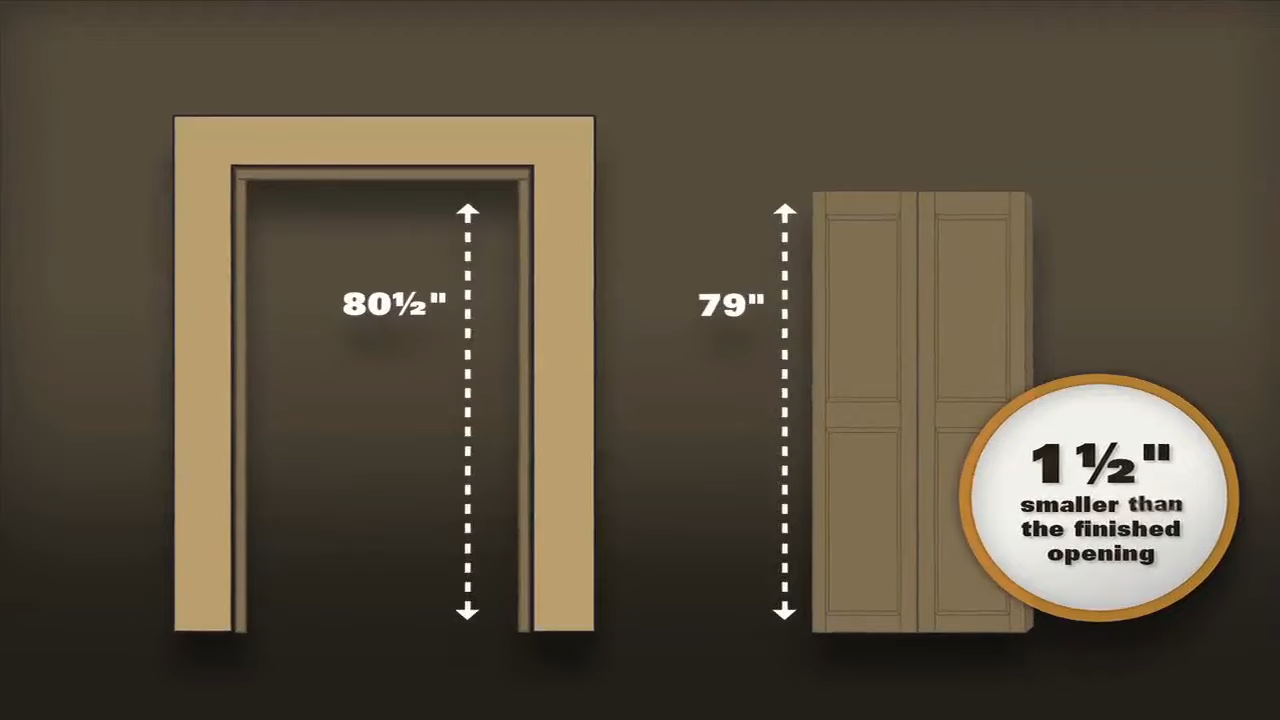 80½"
79"
1½"
smaller than
the finished
opening